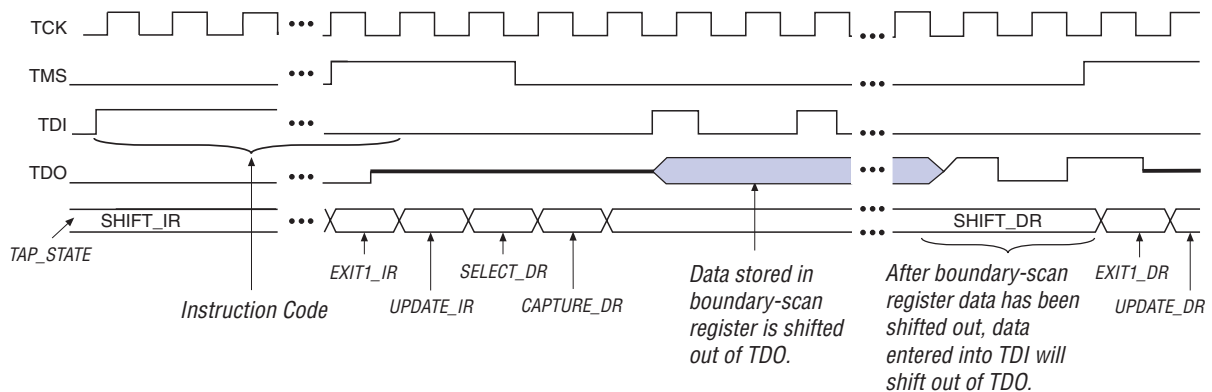 TCK
TMS
TDI
TDO
SHIFT_IR
SHIFT_DR
TAP_STATE
EXIT1_IR
SELECT_DR
EXIT1_DR
Instruction Code
UPDATE_IR
CAPTURE_DR
UPDATE_DR
Data stored in
boundary-scan
register is shifted
out of TDO.
After boundary-scan
register data has been
shifted out, data
entered into TDI will
shift out of TDO.